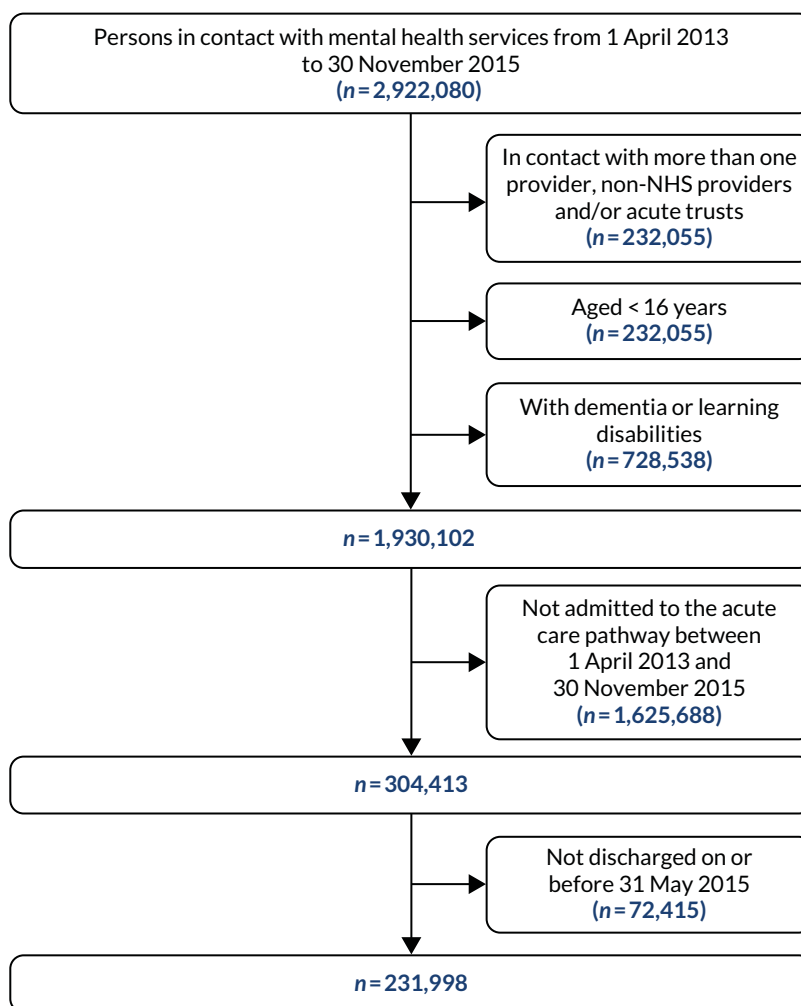 Persons in contact with mental health services from 1 April 2013
to 30 November 2015
(n = 2,922,080)
In contact with more than one
provider, non-NHS providers
and/or acute trusts
(n = 232,055)
Aged < 16 years
(n = 232,055)
With dementia or learning
disabilities
(n = 728,538)
n = 1,930,102
Not admitted to the acute
care pathway between
1 April 2013 and
30 November 2015
(n = 1,625,688)
n = 304,413
Not discharged on or
before 31 May 2015
(n = 72,415)
n = 231,998